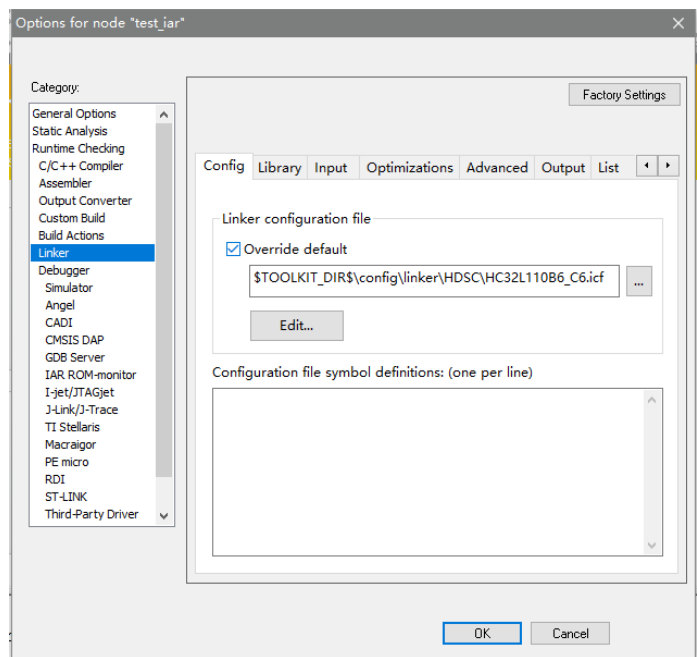 Options for node "test_iar"
Category:
General Options
Static Analysis
Runtime Checking
C/C++ Compiler
Assembler
Output Converter
Custom Build
Build Actions
Linker
Debugger
Simulator
Angel
CADI
CMSIS DAP
GDB Server
IAR ROM-monitor
I-jet/JTAGjet
J-Link/J-Trace
TI Stellaris
Macraigor
PE micro
RDI
ST-LINK
Third-Party Driver
Factory Settings
Config Library Input Optimizations Advanced Output List
Linker configuration file
Override default
$TOOLKIT_DIR$\config\linker\HDSC\HC32L110B6_C6.icf ...
Edit...
Configuration file symbol definitions: (one per line)
OK Cancel